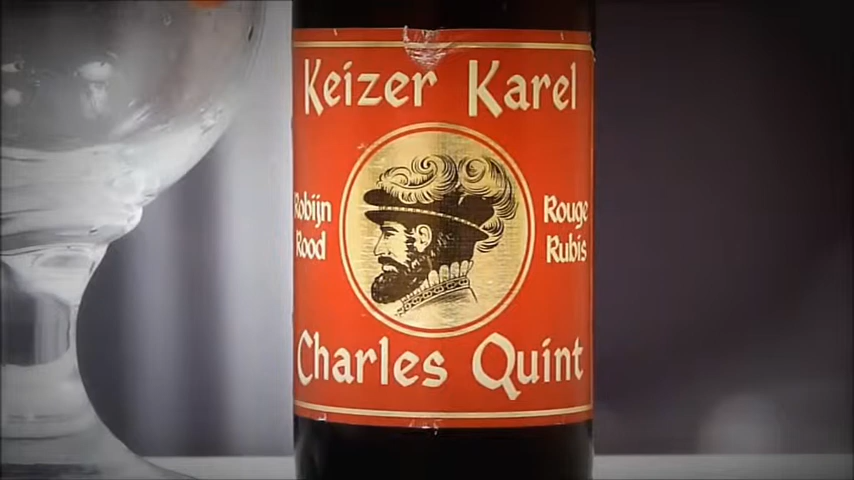 Keizer Karel
Robijn
Rood
Rouge
Rubis
Charles Quint